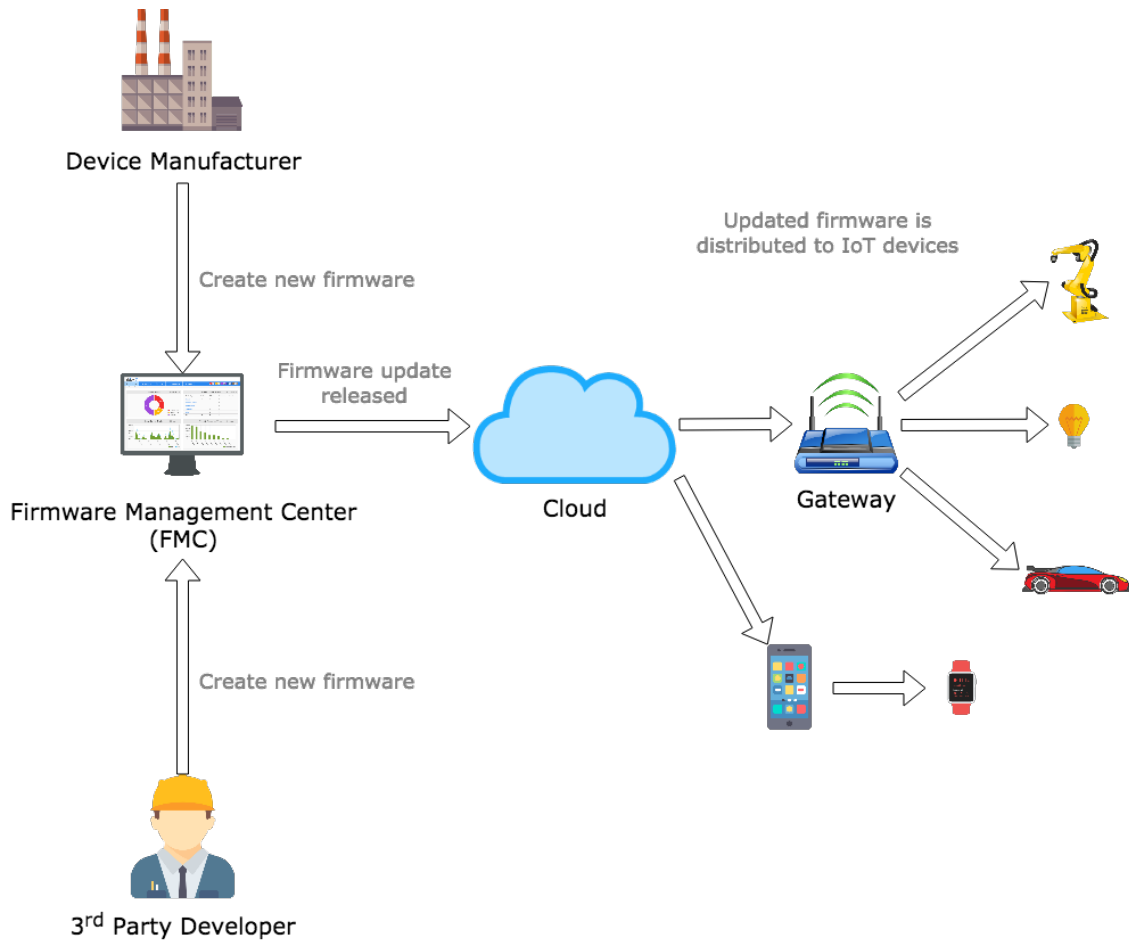 Device Manufacturer
Create new firmware
Updated firmware is
distributed to IoT devices
Firmware update
released
Firmware Management Center
(FMC)
Cloud
Gateway
Create new firmware
3rd Party Developer